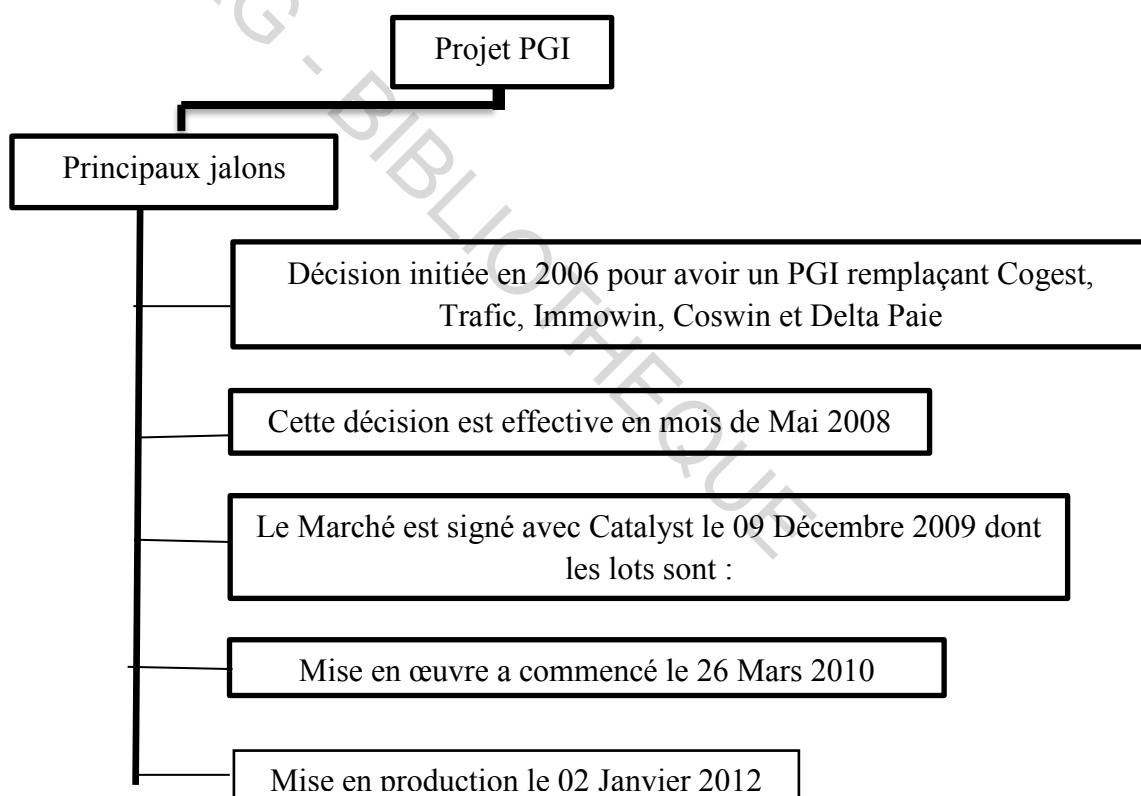 AG - BIBLIOTHEQUE
Projet PGI
Principaux jalons
Décision initiée en 2006 pour avoir un PGI remplaçant Cogest,
Trafic, Immowin, Coswin et Delta Paie
Cette décision est effective en mois de Mai 2008
Le Marché est signé avec Catalyst le 09 Décembre 2009 dont
les lots sont :
Mise en œuvre a commencé le 26 Mars 2010
Mise en production le 02 Janvier 2012